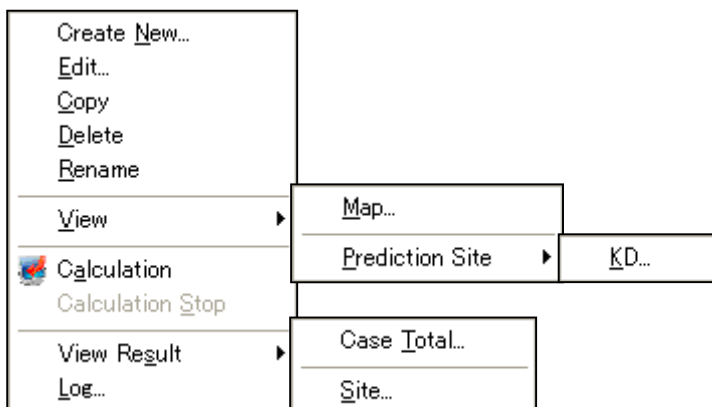 Create New...
Edit...
Copy
Delete
Rename
View
Map...
Prediction Site
KD...
Calculation
Calculation Stop
View Result
Case Total...
Log...
Site...